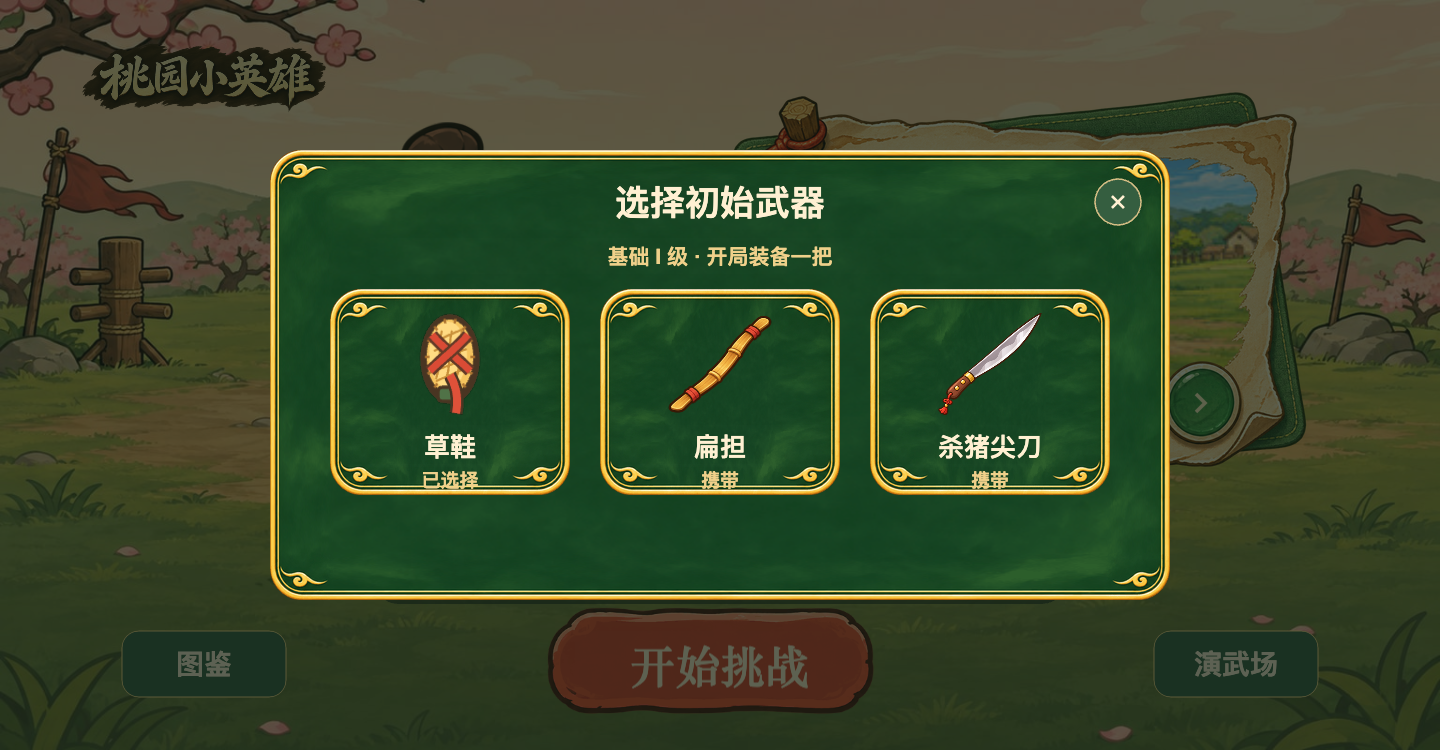 桃园小英雄
选择初始武器
×
基础 I 级 · 开局装备一把
草鞋
已选择
扁担
携带
杀猪尖刀
携带
图鉴
开始挑战
演武场